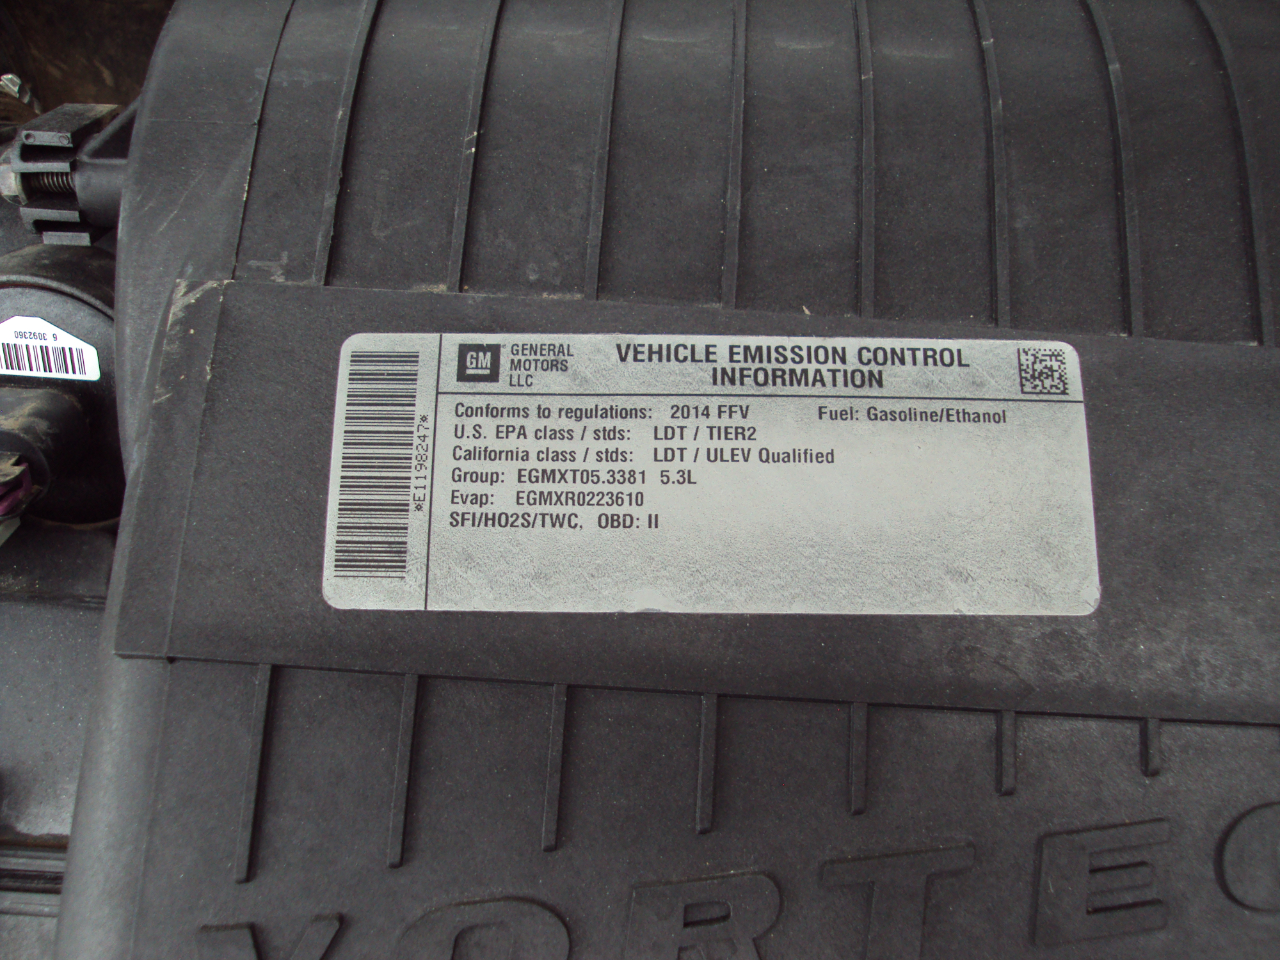 GM GENERAL
MOTORS
LLC
VEHICLE EMISSION CONTROL
INFORMATION
Conforms to regulations: 2014 FFV Fuel: Gasoline/Ethanol
U.S. EPA class / stds: LDT / TIER2
California class / stds: LDT / ULEV Qualified
Group: EGMXT05.3381 5.3L
Evap: EGMXR0223610
SFI/HO2S/TWC, OBD: II
*E1198247*
6 3092360
VORTEC